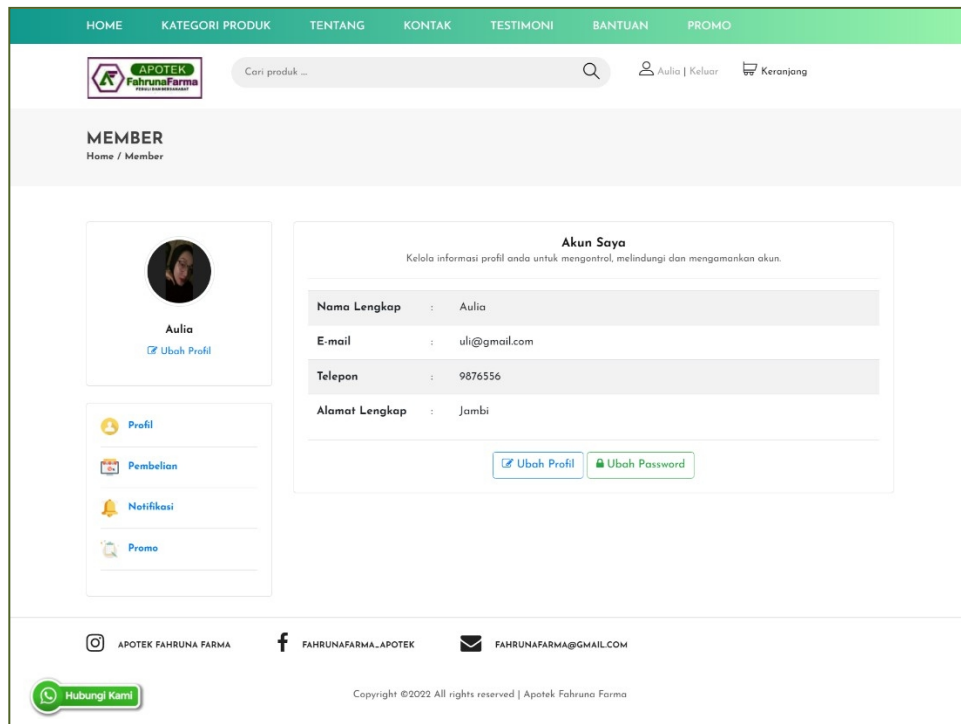 HOME KATEGORI PRODUK TENTANG KONTAK TESTIMONI BANTUAN PROMO
APOTEK
FahrunaFarma
Cari produk ...
Aulia | Keluar
Keranjang
MEMBER
Home / Member
Aulia
Ubah Profil
Profil
Pembelian
Notifikasi
Promo
Akun Saya
Kelola informasi profil anda untuk mengontrol, melindungi dan mengamankan akun.
Nama Lengkap : Aulia
E-mail : uli@gmail.com
Telepon : 9876556
Alamat Lengkap : Jambi
Ubah Profil Ubah Password
APOTEK FAHRUNA FARMA FAHRUNAFARMA_APOTEK FAHRUNAFARMA@GMAIL.COM
Hubungi Kami
Copyright ©2022 All rights reserved | Apotek Fahruna Farma